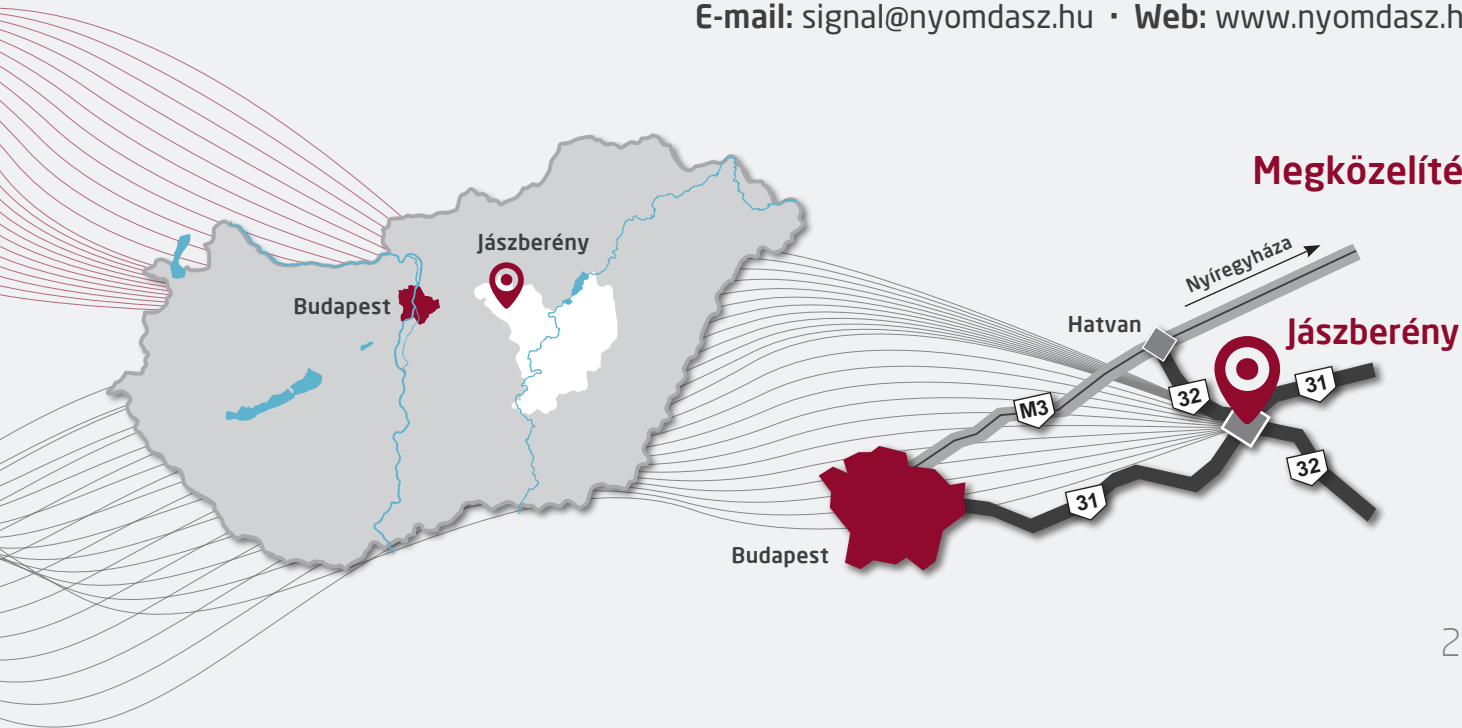 E-mail: signal@nyomdasz.hu · Web: www.nyomdasz.h
Megközelíté
Jászberény
Budapest
Nyíregyháza
Hatvan
Jászberény
M3
32
31
32
31
Budapest
2